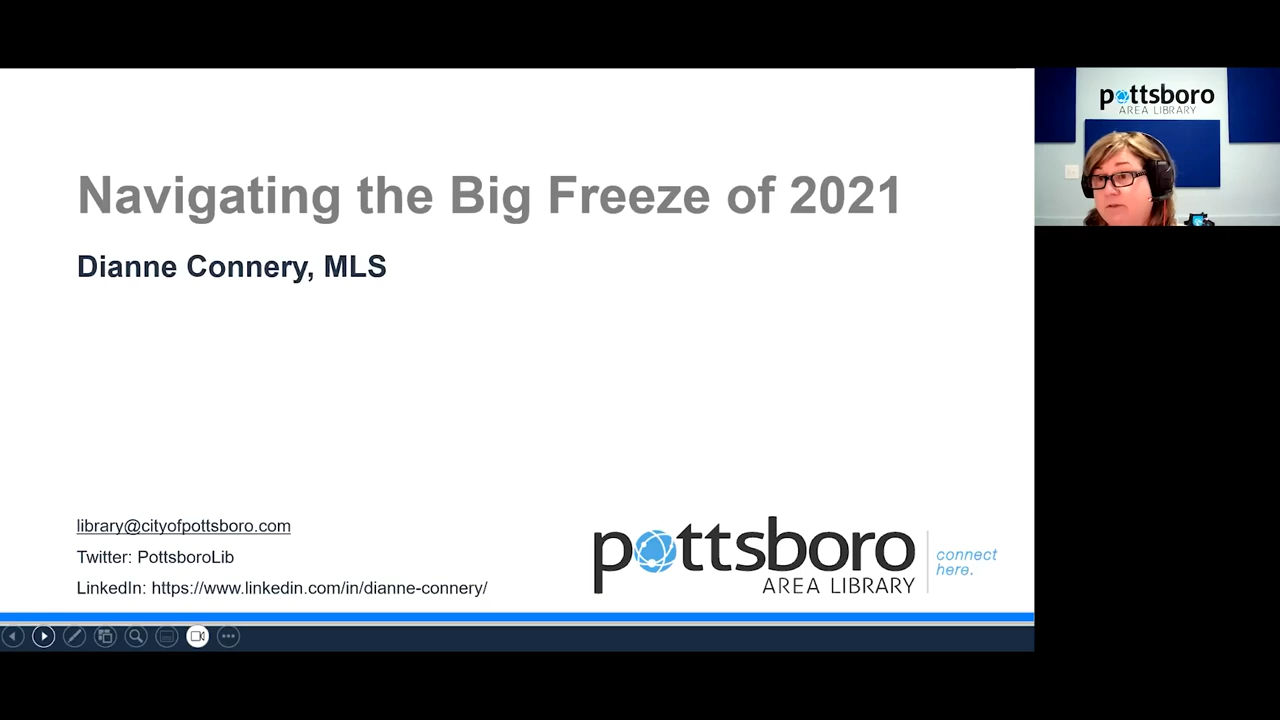 Navigating the Big Freeze of 2021
Dianne Connery, MLS
library@cityofpottsboro.com
Twitter: PottsboroLib
LinkedIn: https://www.linkedin.com/in/dianne-connery/
pottsboro
AREA LIBRARY
connect
here.
pottsboro
AREA LIBRARY